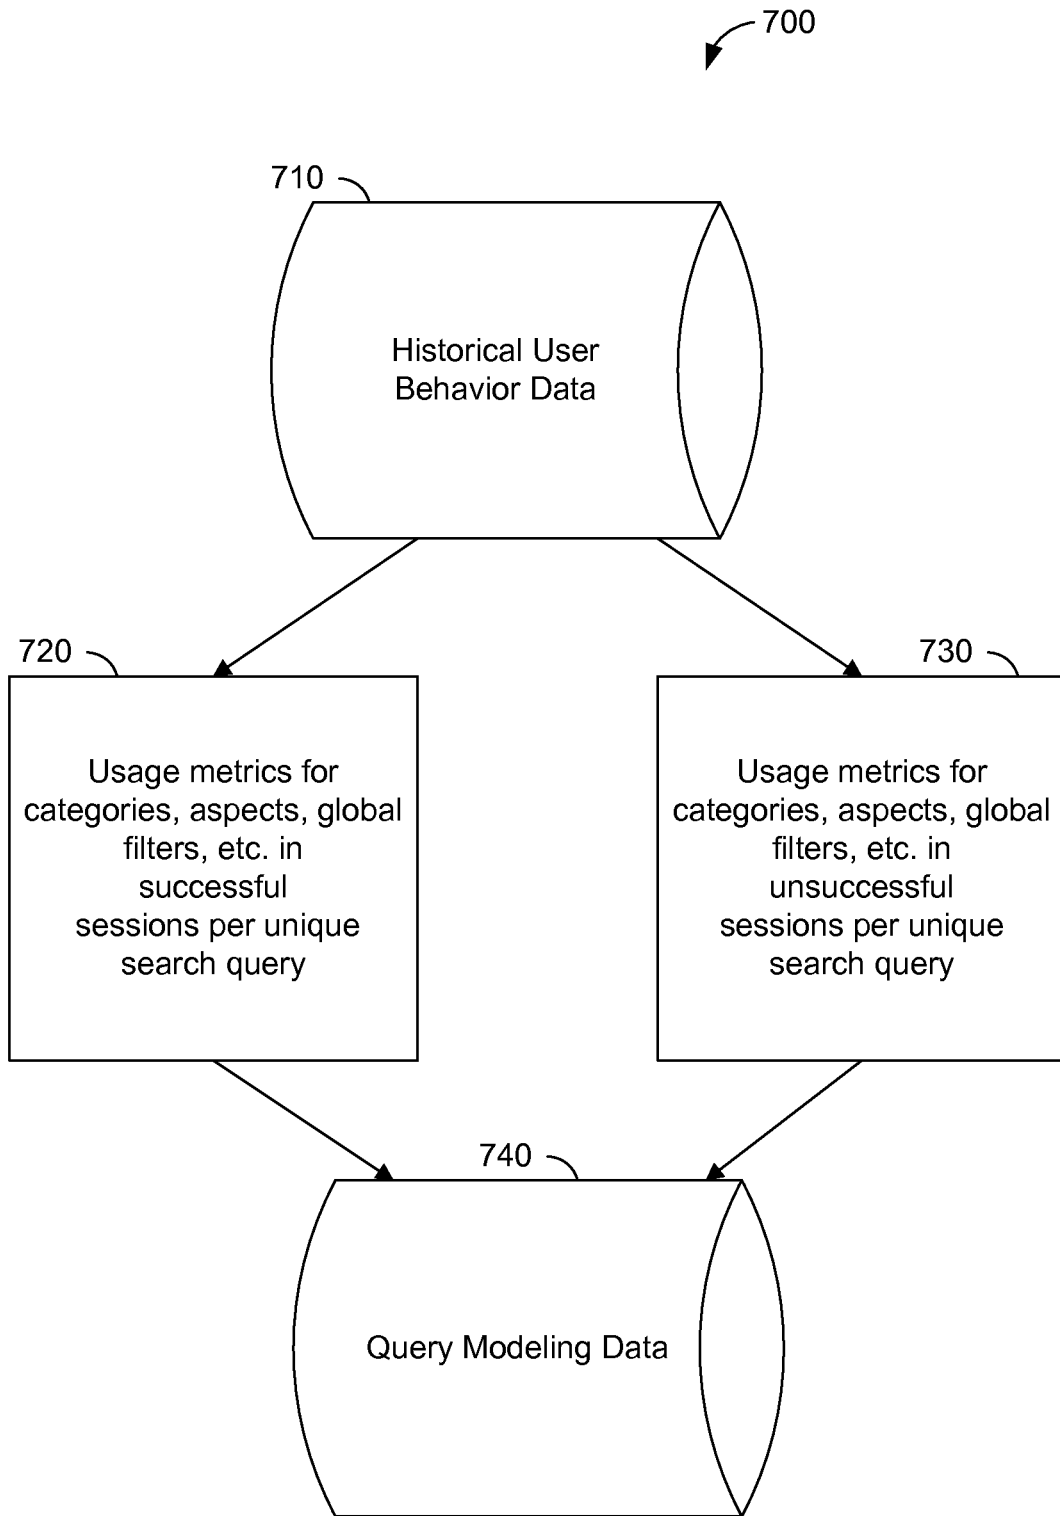 700
710
Historical User
Behavior Data
720
730
Usage metrics for
categories, aspects, global
filters, etc. in
successful
sessions per unique
search query
Usage metrics for
categories, aspects, global
filters, etc. in
unsuccessful
sessions per unique
search query
740
Query Modeling Data